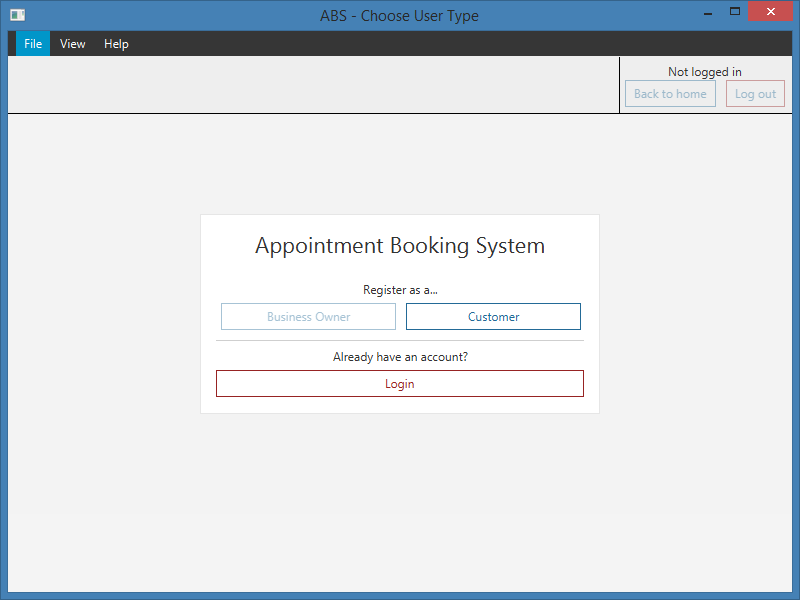 ABS - Choose User Type
File View Help
Not logged in
Back to home Log out
Appointment Booking System
Register as a...
Business Owner Customer
Already have an account?
Login